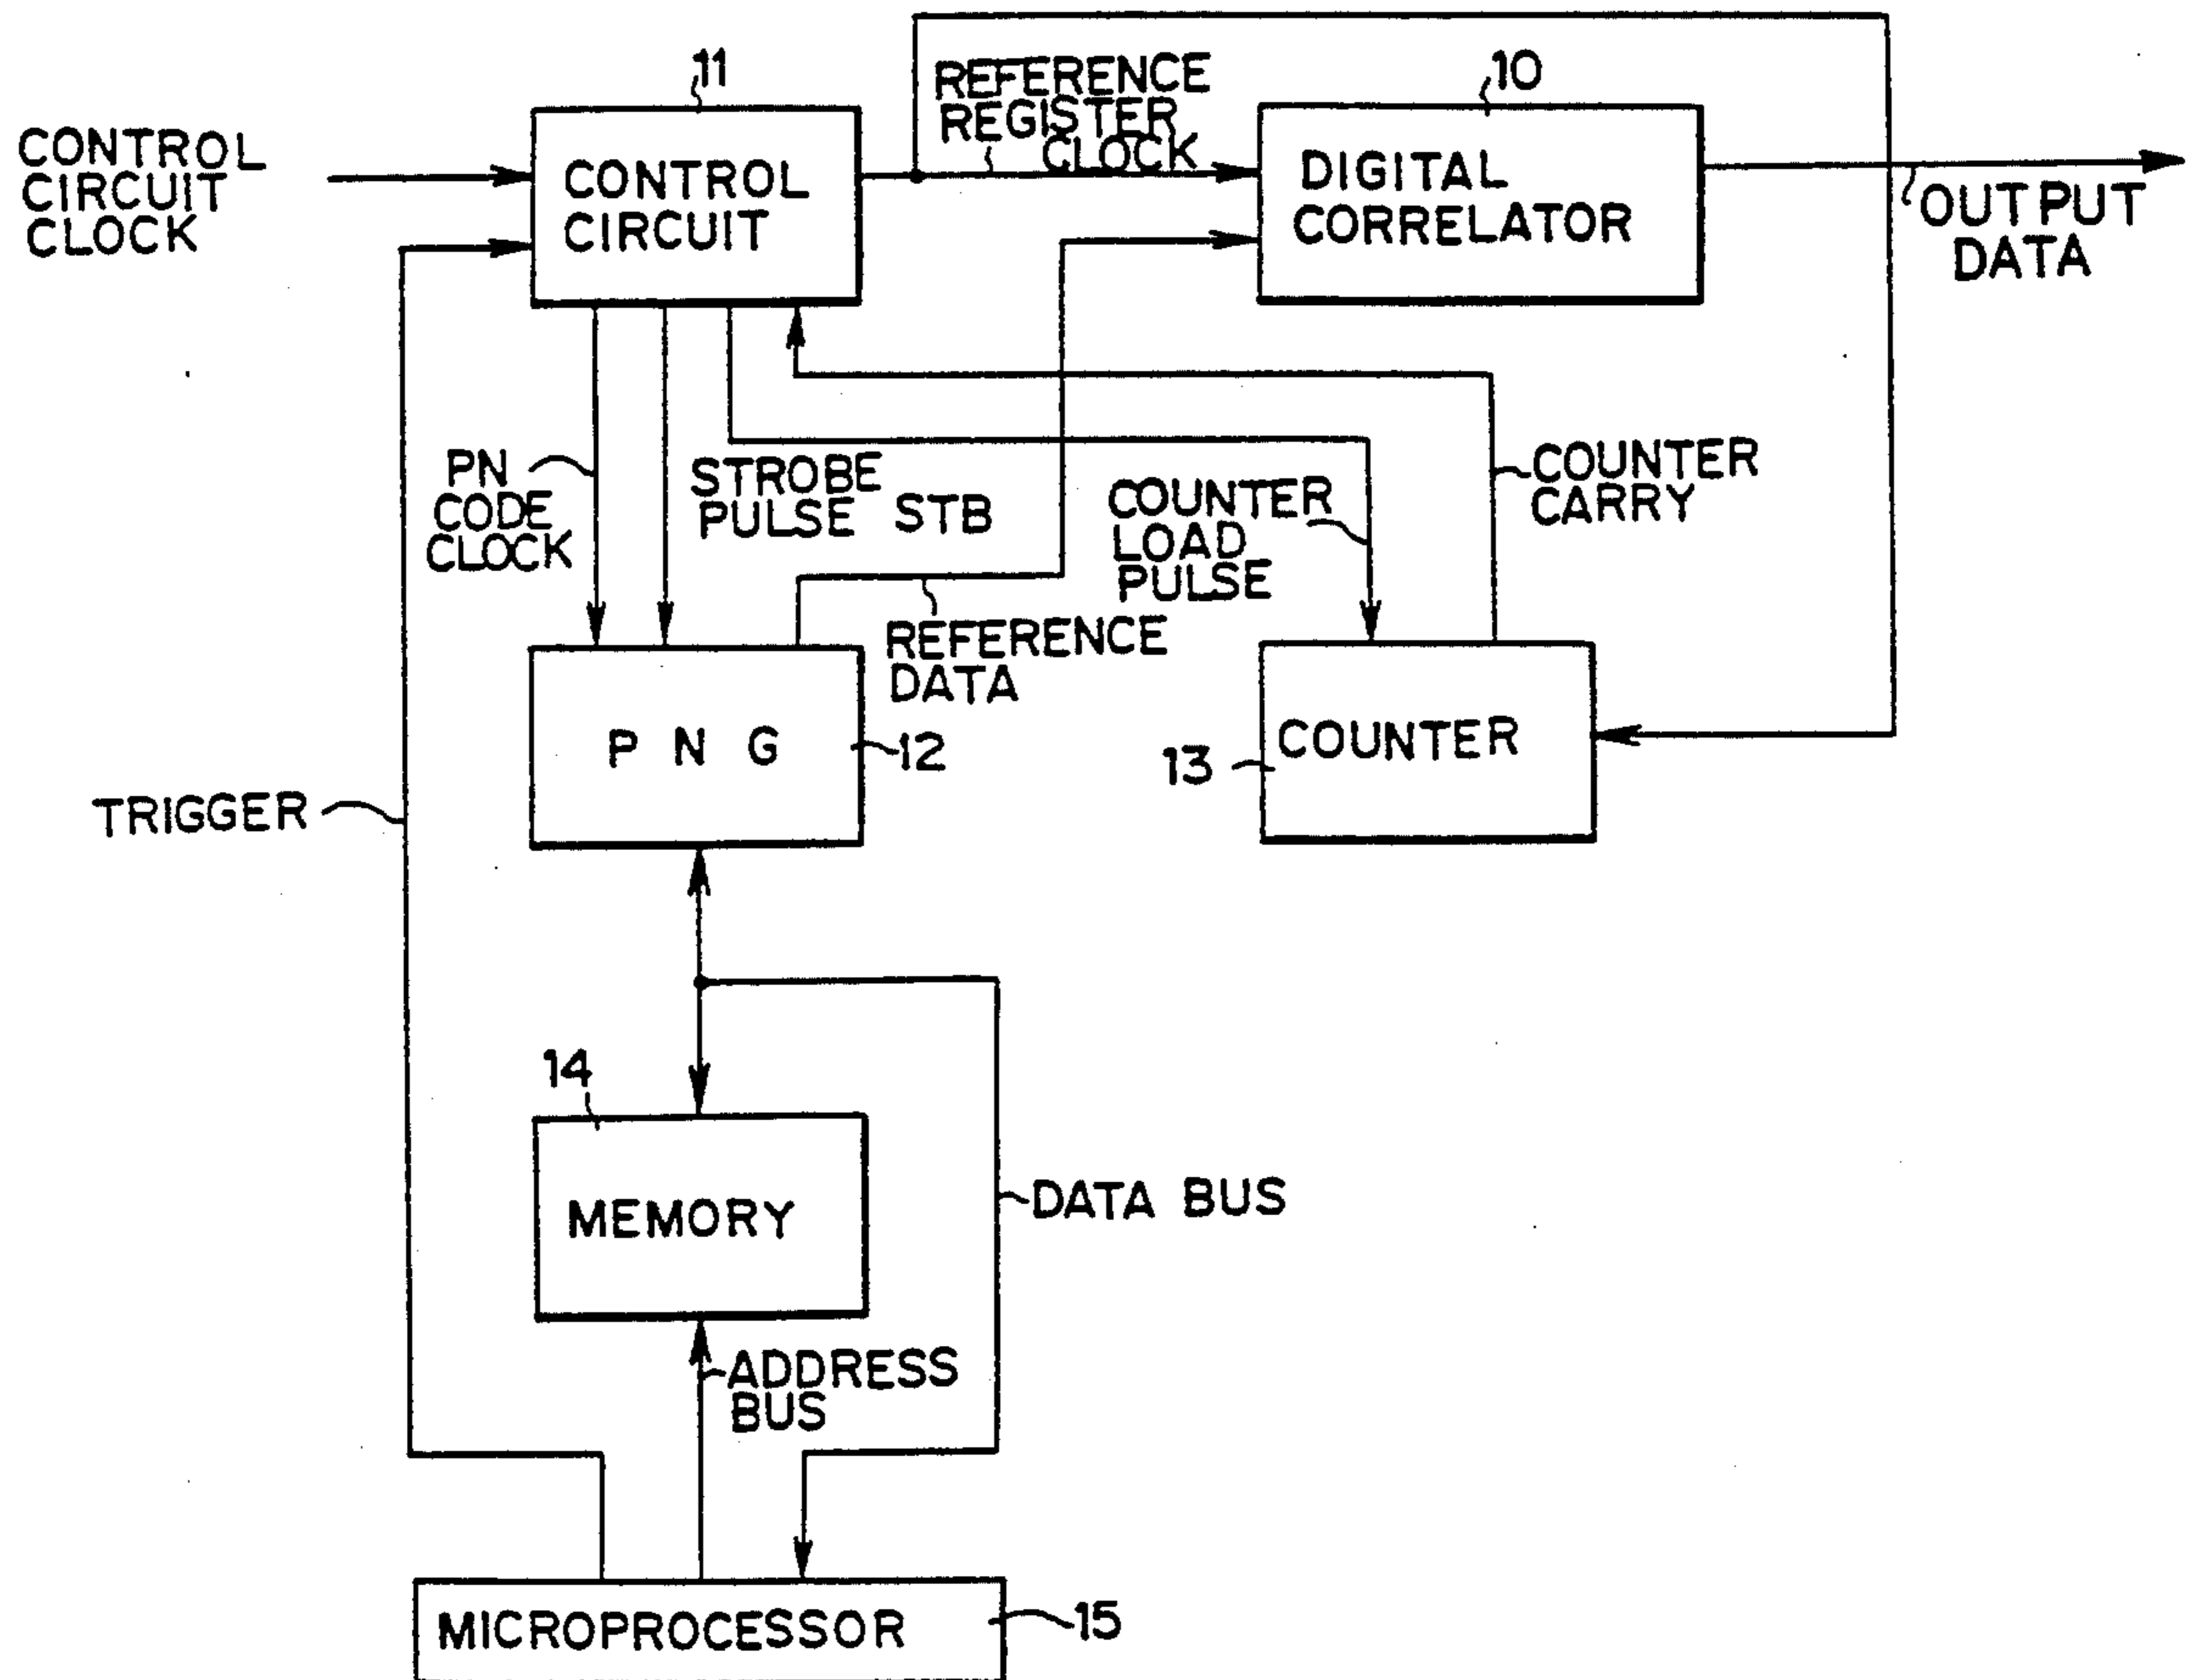 11
REFERENCE
REGISTER
CLOCK
10
CONTROL
CIRCUIT
CLOCK
CONTROL
CIRCUIT
DIGITAL
CORRELATOR
OUTPUT
DATA
PN
CODE
CLOCK
STROBE
PULSE STB
COUNTER
LOAD
PULSE
COUNTER
CARRY
REFERENCE
DATA
P N G
12
13
COUNTER
TRIGGER
14
MEMORY
DATA BUS
ADDRESS
BUS
MICROPROCESSOR
15